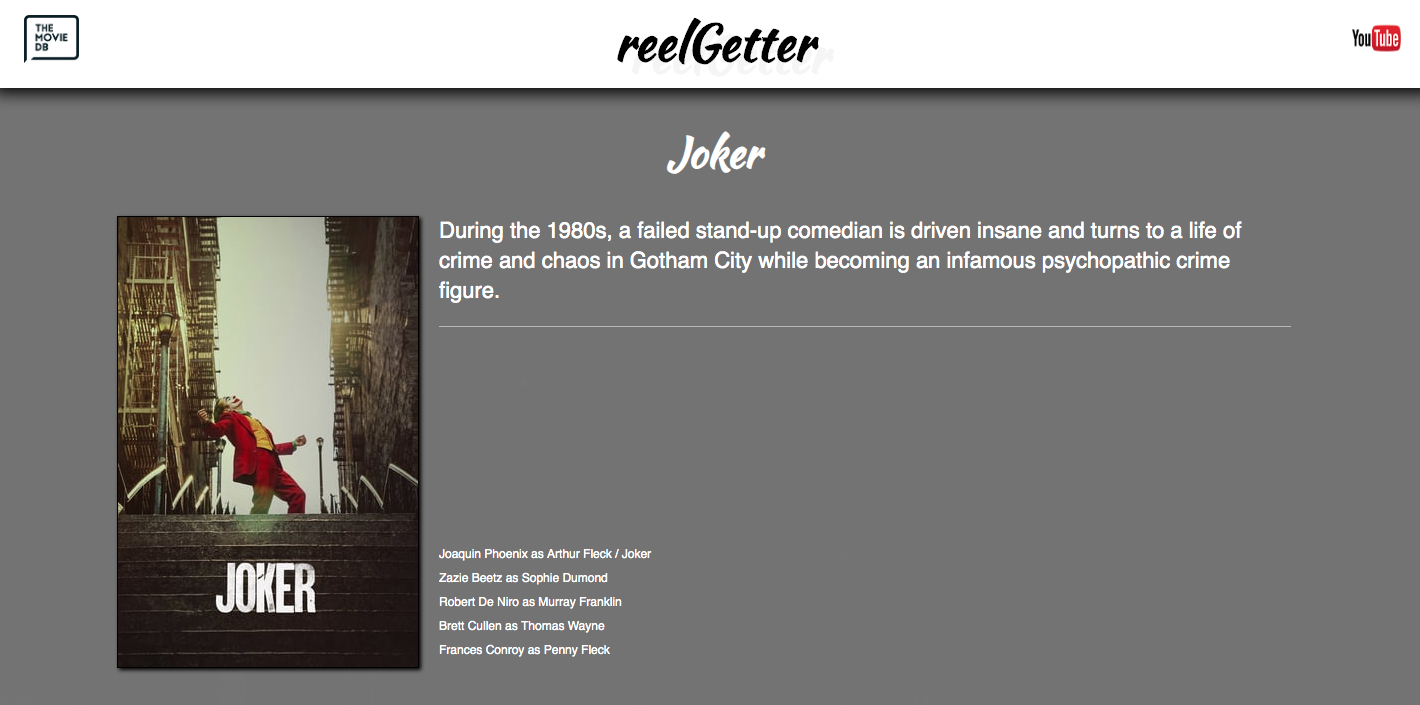 THE
MOVIE
DB
reelGetter
YouTube
Joker
During the 1980s, a failed stand-up comedian is driven insane and turns to a life of
crime and chaos in Gotham City while becoming an infamous psychopathic crime
figure.
JOKER
Joaquin Phoenix as Arthur Fleck / Joker
Zazie Beetz as Sophie Dumond
Robert De Niro as Murray Franklin
Brett Cullen as Thomas Wayne
Frances Conroy as Penny Fleck